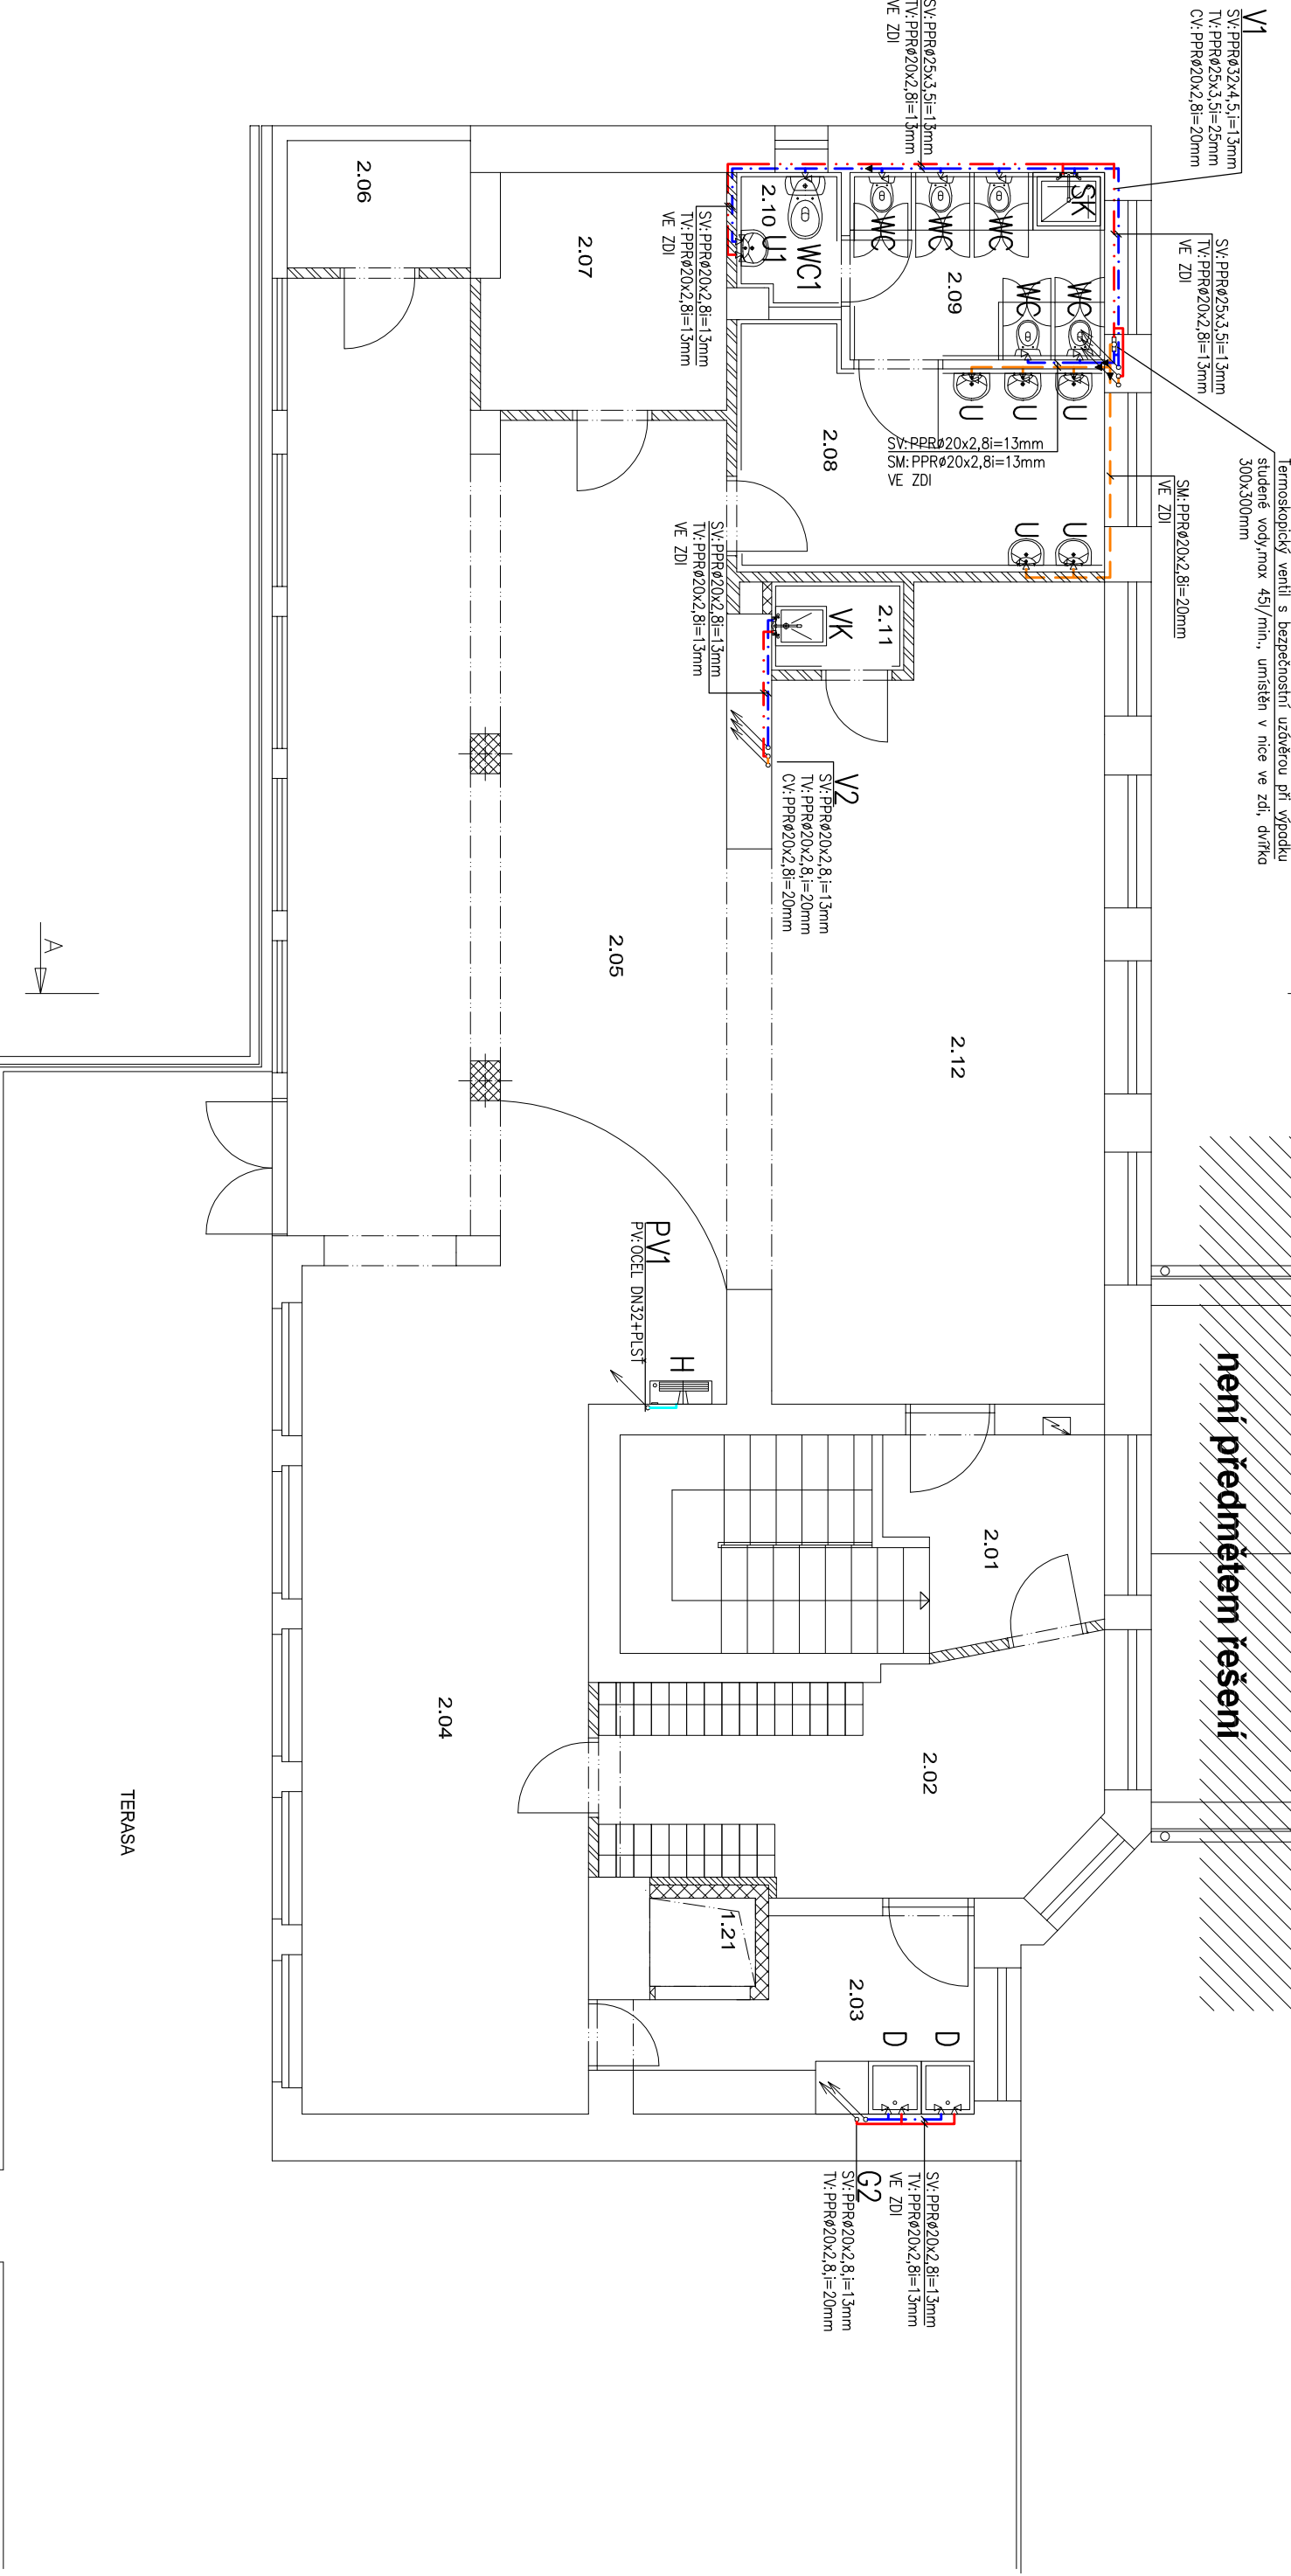 V1
SV:PPRø32x4,5,i=13mm
TV:PPRø25x3,5i=25mm
CV:PPRø20x2,8i=20mm
SV:PPRø25x3,5i=13mm
TV:PPRø20x2,8i=13mm
VE ZDI
Termoskopický ventil s bezpečnostní uzávěrou při výpadku
studené vody,max 45l/min., umístěn v nice ve zdi, dvířka
300x300mm
SM:PPRø20x2,8i=20mm
VE ZDI
není předmětem řešení
SV:PPRø25x3,5i=13mm
TV:PPRø20x2,8i=13mm
VE ZDI
SK
WC
WC
WC
WC
WC
2.09
U
U
U
U
U
SV:PPRø20x2,8i=13mm
SM:PPRø20x2,8i=13mm
VE ZDI
2.08
2.10
WC1
U1
SV:PPRø20x2,8i=13mm
TV:PPRø20x2,8i=13mm
VE ZDI
2.11
VK
SV:PPRø20x2,8i=13mm
TV:PPRø20x2,8i=13mm
VE ZDI
V2
SV:PPRø20x2,8,i=13mm
TV:PPRø20x2,8,i=20mm
CV:PPRø20x2,8i=20mm
2.12
2.01
2.02
2.03
D
D
SV:PPRø20x2,8i=13mm
TV:PPRø20x2,8i=13mm
VE ZDI
G2
SV:PPRø20x2,8,i=13mm
TV:PPRø20x2,8,i=20mm
1.21
H
PV1
PV:OCEL DN32+PLST
2.07
2.05
2.06
2.04
TERASA
A